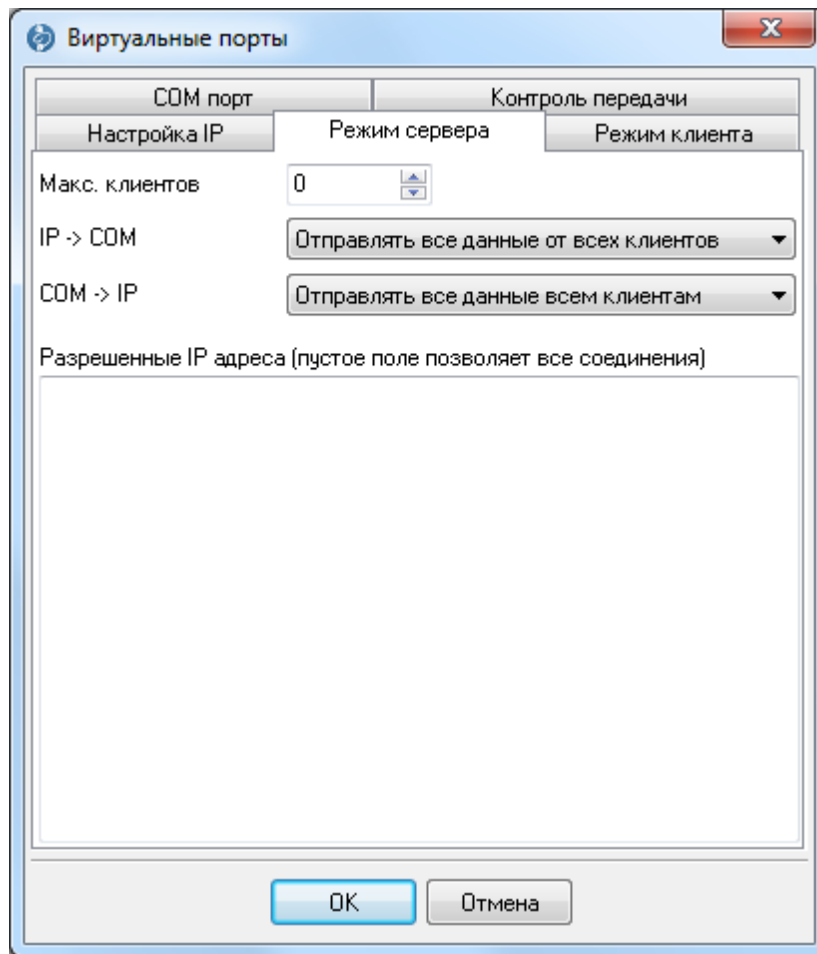 Виртуальные порты
COM порт Контроль передачи
Настройка IP Режим сервера Режим клиента
Макс. клиентов 0
IP -> COM Отправлять все данные от всех клиентов
COM -> IP Отправлять все данные всем клиентам
Разрешенные IP адреса (пустое поле позволяет все соединения)
OK Отмена